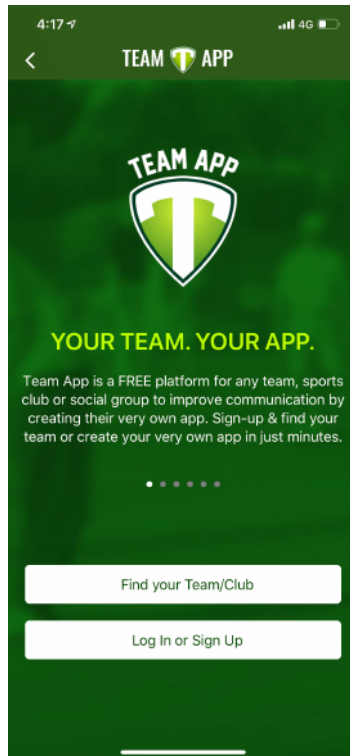 4:17 4G
TEAM T APP
TEAM APP
T
YOUR TEAM. YOUR APP.
Team App is a FREE platform for any team, sports
club or social group to improve communication by
creating their very own app. Sign-up & find your
team or create your very own app in just minutes.
Find your Team/Club
Log In or Sign Up